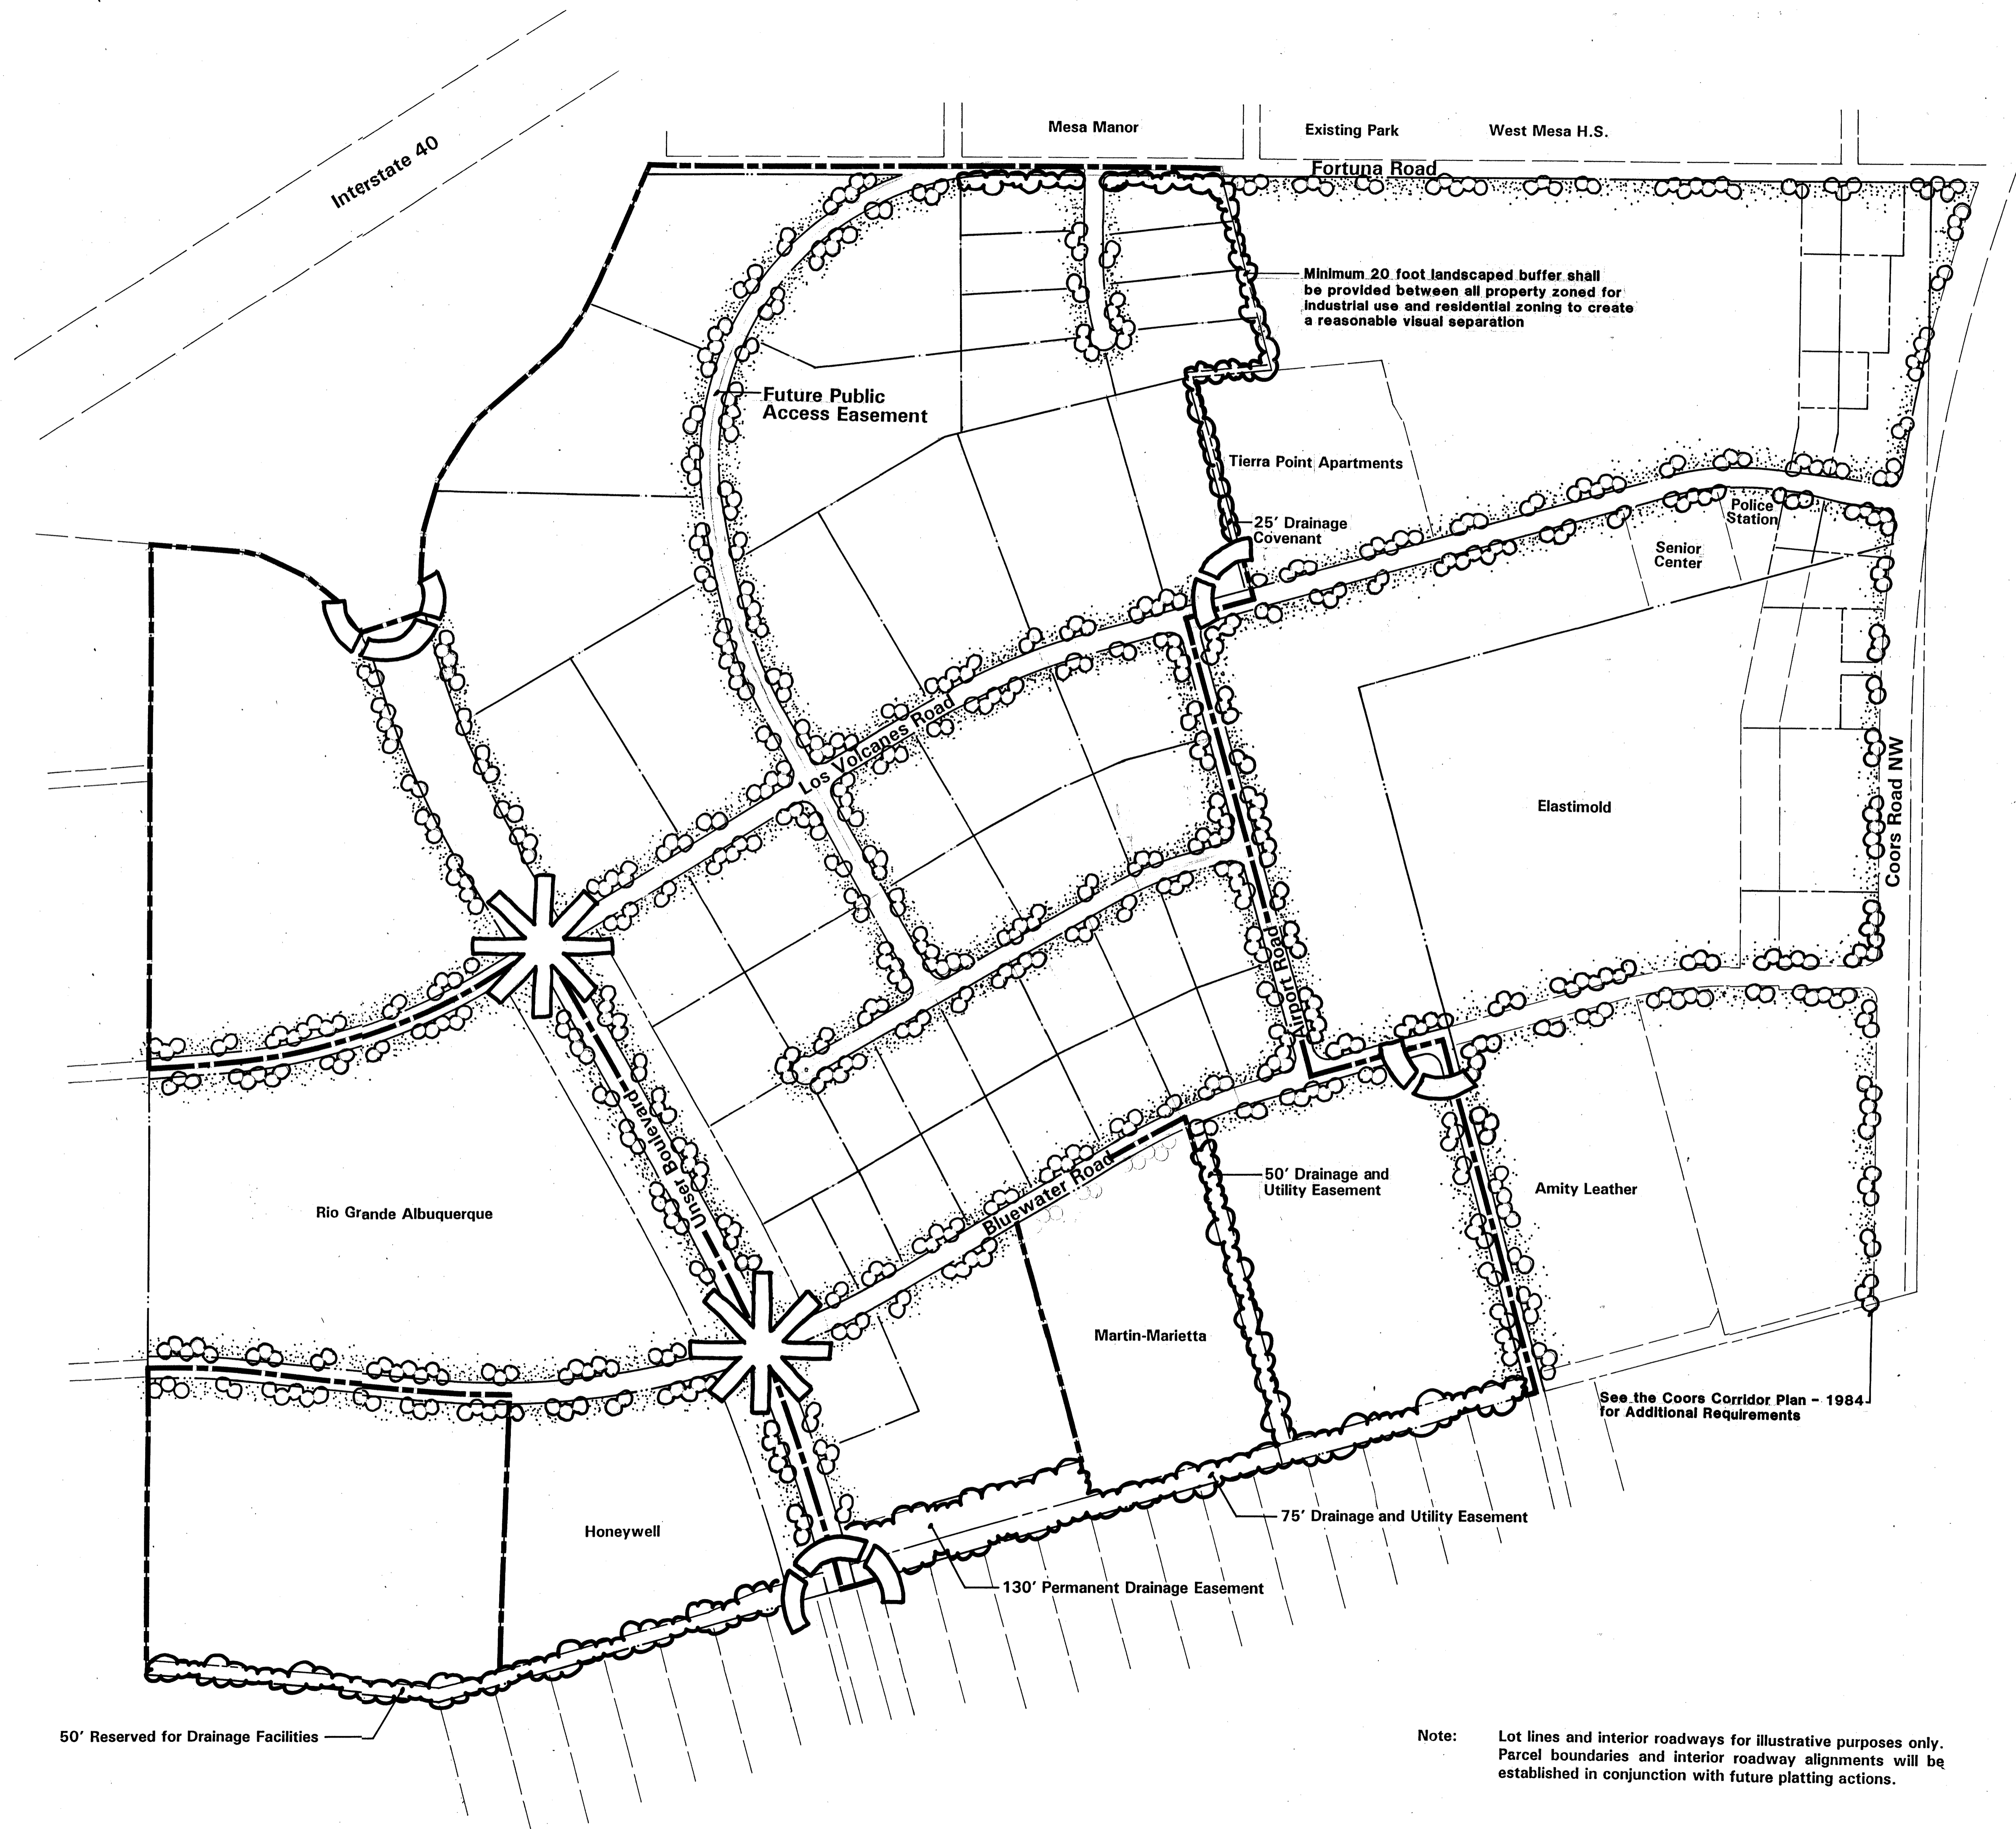 Interstate 40
Mesa Manor
Existing Park
West Mesa H.S.
Fortuna Road
Minimum 20 foot landscaped buffer shall
be provided between all property zoned for
industrial use and residential zoning to create
a reasonable visual separation
Future Public
Access Easement
Tierra Point Apartments
25' Drainage
Covenant
Police
Station
Senior
Center
Los Volcanes Road
Elastimold
Coors Road NW
Airport Road
Unser Boulevard
Rio Grande Albuquerque
Bluewater Road
50' Drainage and
Utility Easement
Amity Leather
Martin-Marietta
See the Coors Corridor Plan - 1984
for Additional Requirements
Honeywell
75' Drainage and Utility Easement
130' Permanent Drainage Easement
50' Reserved for Drainage Facilities
Note: Lot lines and interior roadways for illustrative purposes only.
Parcel boundaries and interior roadway alignments will be
established in conjunction with future platting actions.